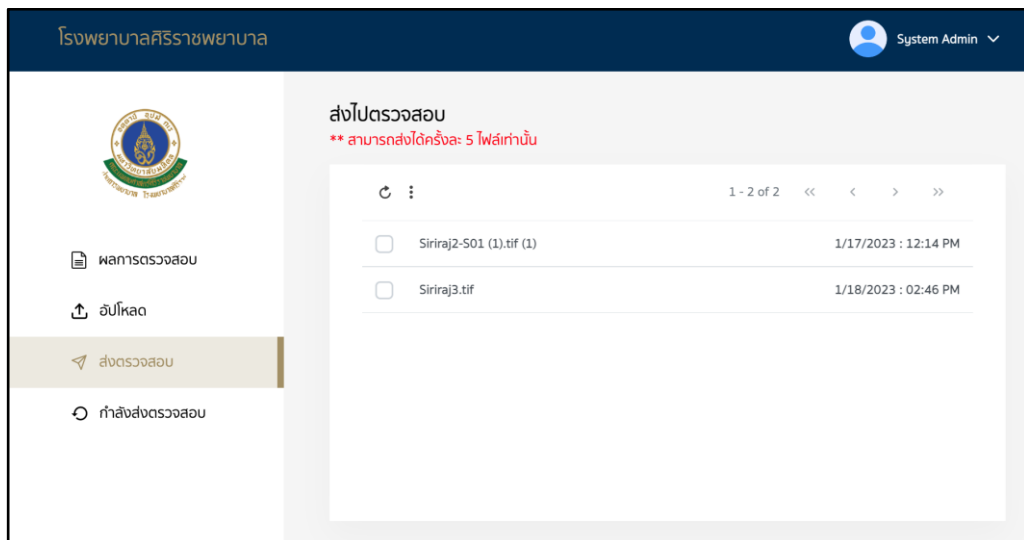 โรงพยาบาลศิริราชพยาบาล
System Admin
ส่งไปตรวจสอบ
** สามารถส่งได้ครั้งละ 5 ไฟล์เท่านั้น
1 - 2 of 2
Siriraj2-S01 (1).tif (1) 1/17/2023 : 12:14 PM
Siriraj3.tif 1/18/2023 : 02:46 PM
ผลการตรวจสอบ
อัปโหลด
ส่งตรวจสอบ
กำลังส่งตรวจสอบ